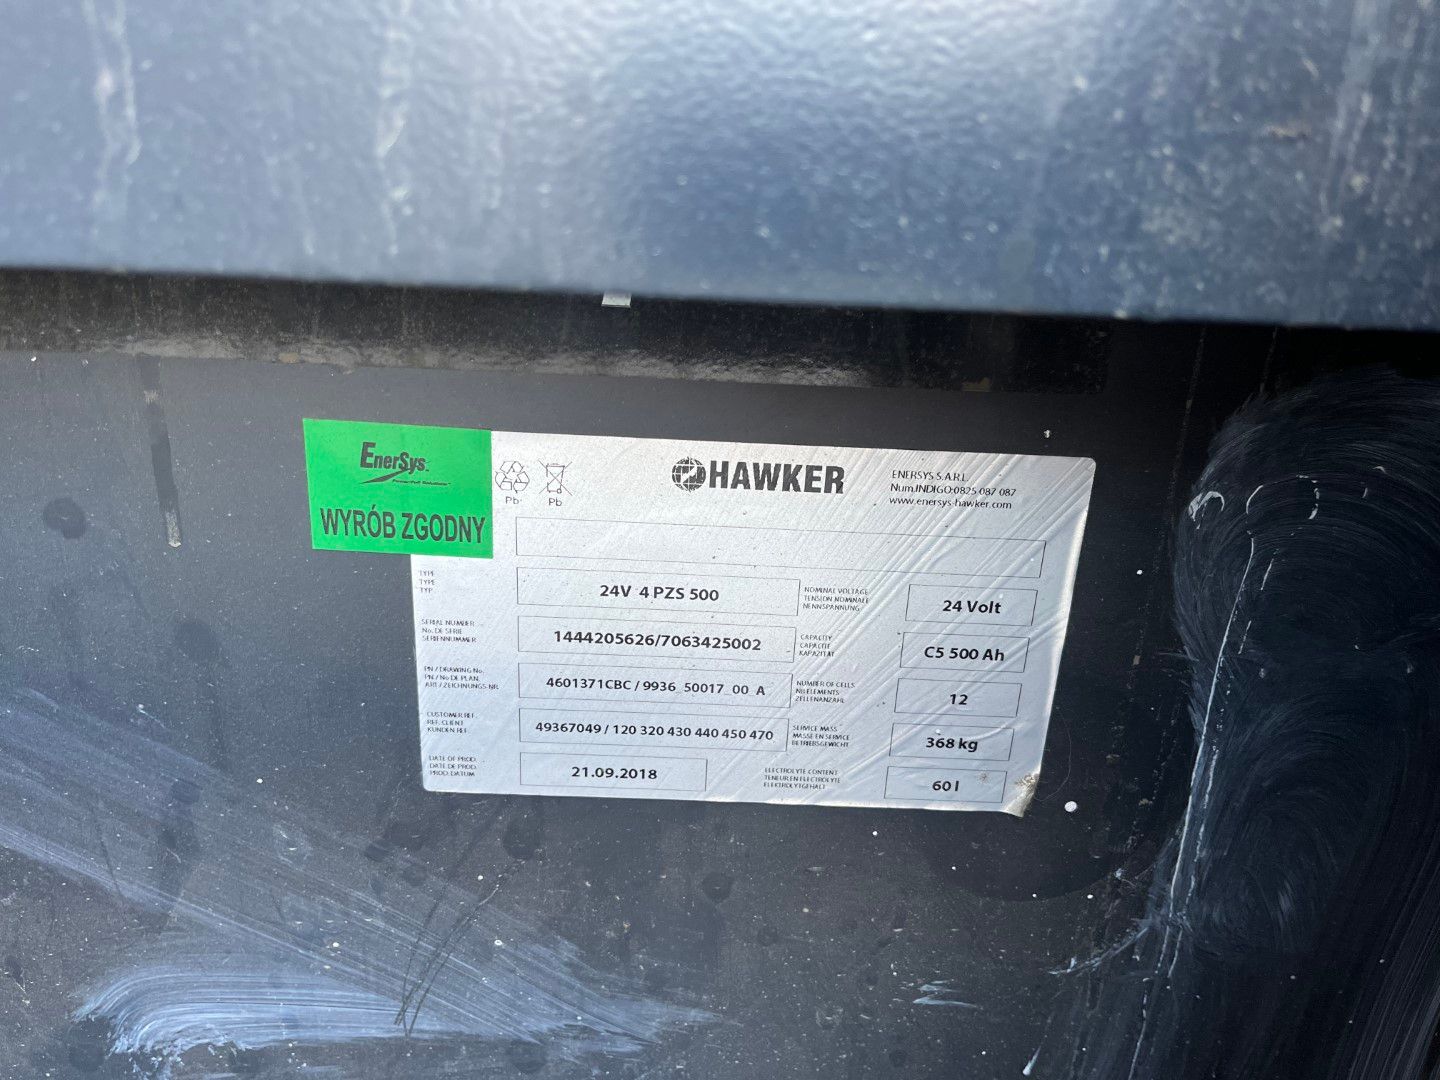 EnerSys
Power/Full Solutions
WYRÓB ZGODNY
Pb Pb
HAWKER
ENERSYS S.A.R.L
Num.INDIGO:0825 087 087
www.enersys-hawker.com
TYPE
TYPE
TYP
24V 4 PZS 500
NOMINAL VOLTAGE
TENSION NOMINALE
NENNSPANNUNG
24 Volt
SERIAL NUMBER
No. DE SERIE
SERIENNUMMER
1444205626/7063425002
CAPACITY
CAPACITE
KAPAZITÄT
C5 500 Ah
PN / DRAWING No.
PN / No DE PLAN.
ART / ZEICHNUNGS-NR.
4601371CBC / 9936_50017_00_A
NUMBER OF CELLS
NB.ELEMENTS
ZELLENANZAHL
12
CUSTOMER REF.
REF. CLIENT
KUNDEN REF.
49367049 / 120 320 430 440 450 470
SERVICE MASS
MASSE EN SERVICE
BETRIEBSGEWICHT
368 kg
DATE OF PROD.
DATE DE PROD.
PROD. DATUM
21.09.2018
ELECTROLYTE CONTENT
TENEUR EN ELECTROLYTE
ELEKTROLYTGEHALT
60 l